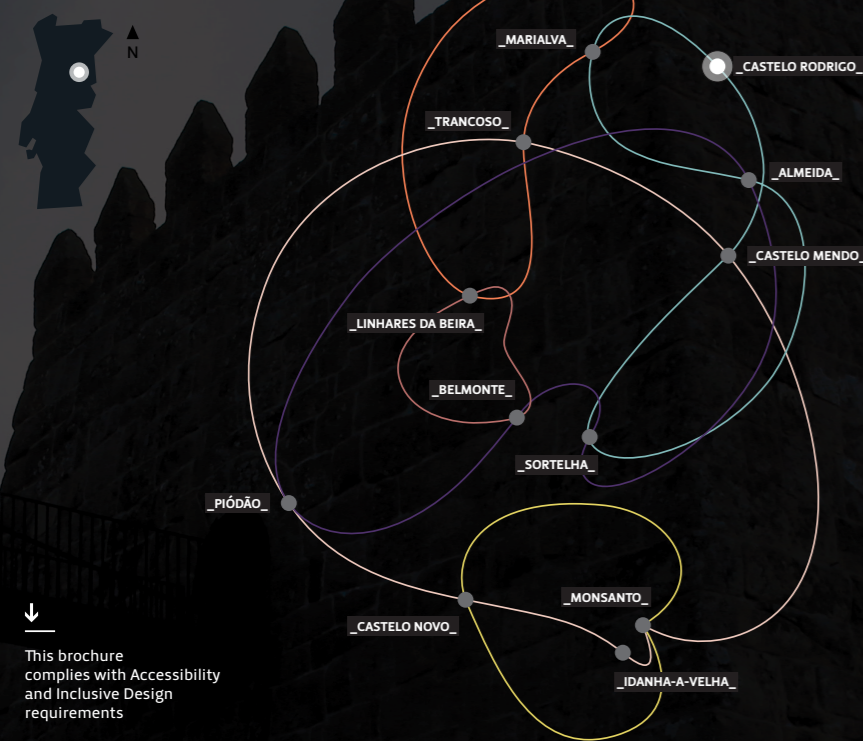 N
_MARIALVA_
_CASTELO RODRIGO_
_TRANCOSO_
_ALMEIDA_
_CASTELO MENDO_
_LINHARES DA BEIRA_
_BELMONTE_
_SORTELHA_
_PIÓDÃO_
_MONSANTO_
_CASTELO NOVO_
_IDANHA-A-VELHA_
This brochure
complies with Accessibility
and Inclusive Design
requirements